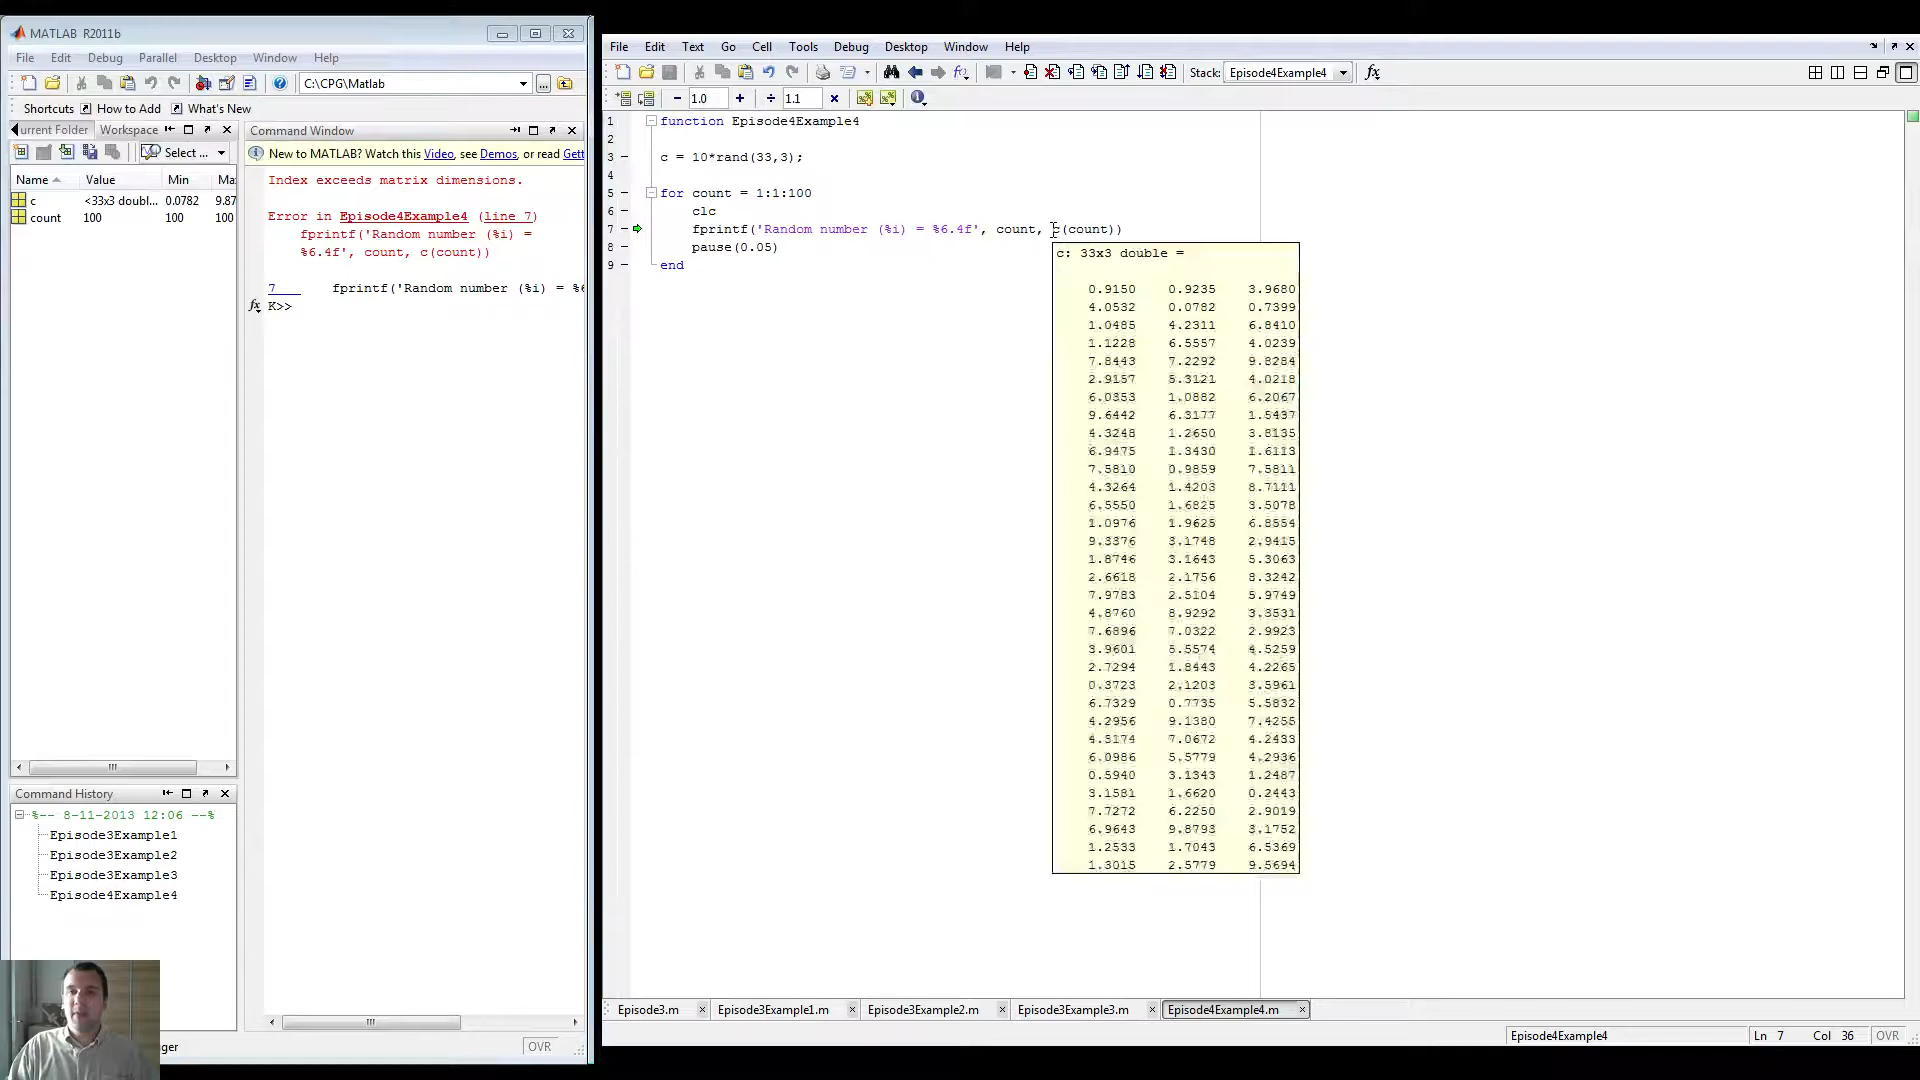 MATLAB R2011b
File Edit Debug Parallel Desktop Window Help
C:\CPG\Matlab
Shortcuts How to Add What's New
urrent Folder Workspace
Select ...
Name Value Min Ma
c <33x3 doubl... 0.0782 9.87
count 100 100 100
Command History
%-- 8-11-2013 12:06 --%
Episode3Example1
Episode3Example2
Episode3Example3
Episode4Example4
Command Window
New to MATLAB? Watch this Video, see Demos, or read Gett
Index exceeds matrix dimensions.
Error in Episode4Example4 (line 7)
fprintf('Random number (%i) =
%6.4f', count, c(count))
7 fprintf('Random number (%i) = %6
fx K>>
gger
OVR
File Edit Text Go Cell Tools Debug Desktop Window Help
Stack: Episode4Example4 fx
− 1.0 + ÷ 1.1 ×
1 function Episode4Example4
2
3 c = 10*rand(33,3);
4
5 for count = 1:1:100
6 clc
7 fprintf('Random number (%i) = %6.4f', count, c(count))
8 pause(0.05)
9 end
c: 33x3 double =
0.9150 0.9235 3.9680
4.0532 0.0782 0.7399
1.0485 4.2311 6.8410
1.1228 6.5557 4.0239
7.8443 7.2292 9.8284
2.9157 5.3121 4.0218
6.0353 1.0882 6.2067
9.6442 6.3177 1.5437
4.3248 1.2650 3.8135
6.9475 1.3430 1.6113
7.5810 0.9859 7.5811
4.3264 1.4203 8.7111
6.5550 1.6825 3.5078
1.0976 1.9625 6.8554
9.3376 3.1748 2.9415
1.8746 3.1643 5.3063
2.6618 2.1756 8.3242
7.9783 2.5104 5.9749
4.8760 8.9292 3.3531
7.6896 7.0322 2.9923
3.9601 5.5574 4.5259
2.7294 1.8443 4.2265
0.3723 2.1203 3.5961
6.7329 0.7735 5.5832
4.2956 9.1380 7.4255
4.5174 7.0672 4.2433
6.0986 5.5779 4.2936
0.5940 3.1343 1.2487
3.1581 1.6620 0.2443
7.7272 6.2250 2.9019
6.9643 9.8793 3.1752
1.2533 1.7043 6.5369
1.3015 2.5779 9.5694
Episode3.m Episode3Example1.m Episode3Example2.m Episode3Example3.m Episode4Example4.m
Episode4Example4 Ln 7 Col 36 OVR